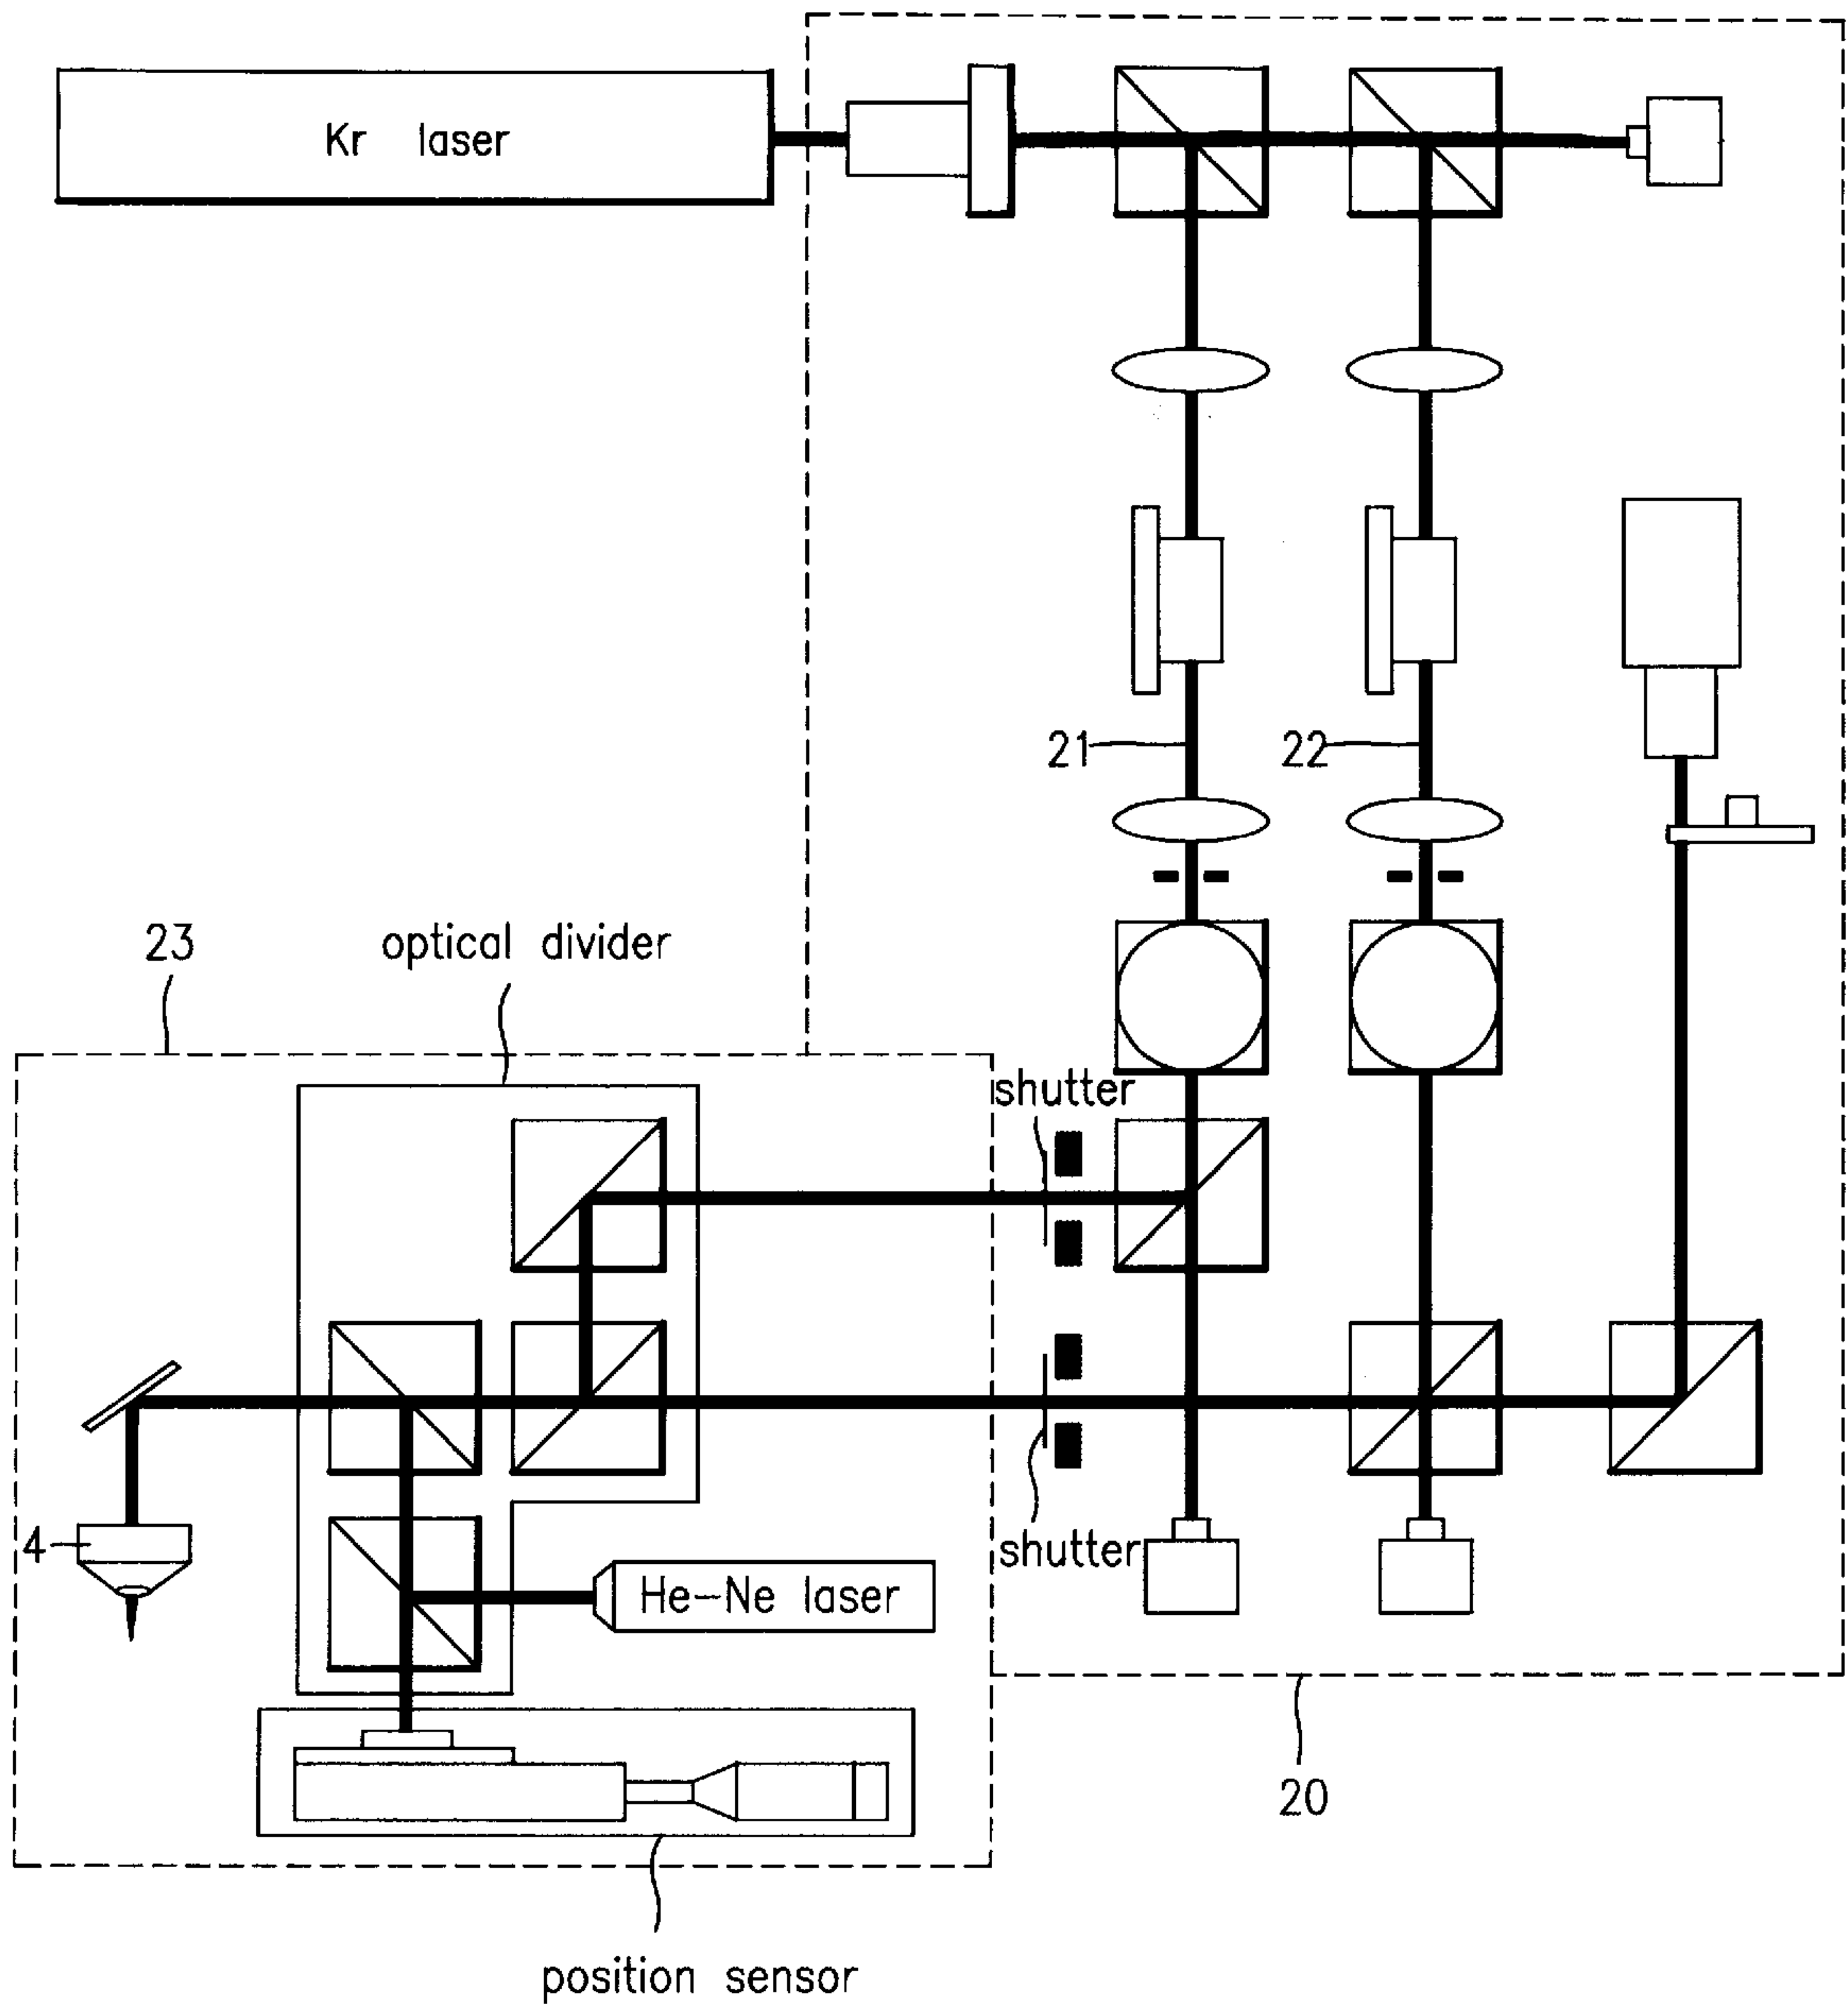 Kr laser
21
22
23
optical divider
shutter
4
shutter
He-Ne laser
20
position sensor